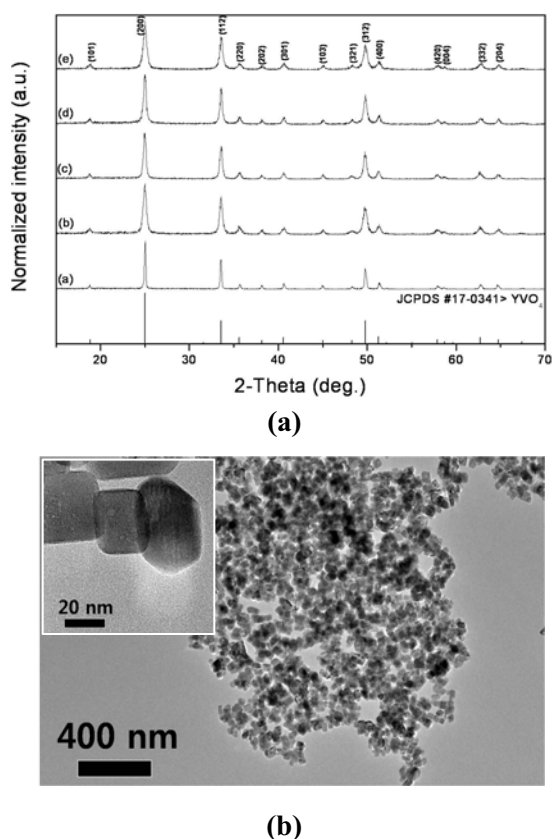 (e)
(101)
(200)
(112)
(220)
(202)
(301)
(103)
(321)
(312)
(400)
(420)
(004)
(332)
(204)
(d)
(c)
(b)
(a)
JCPDS #17-0341> YVO₄
Normalized intensity (a.u.)
20 30 40 50 60 70
2-Theta (deg.)
(a)
20 nm
400 nm
(b)